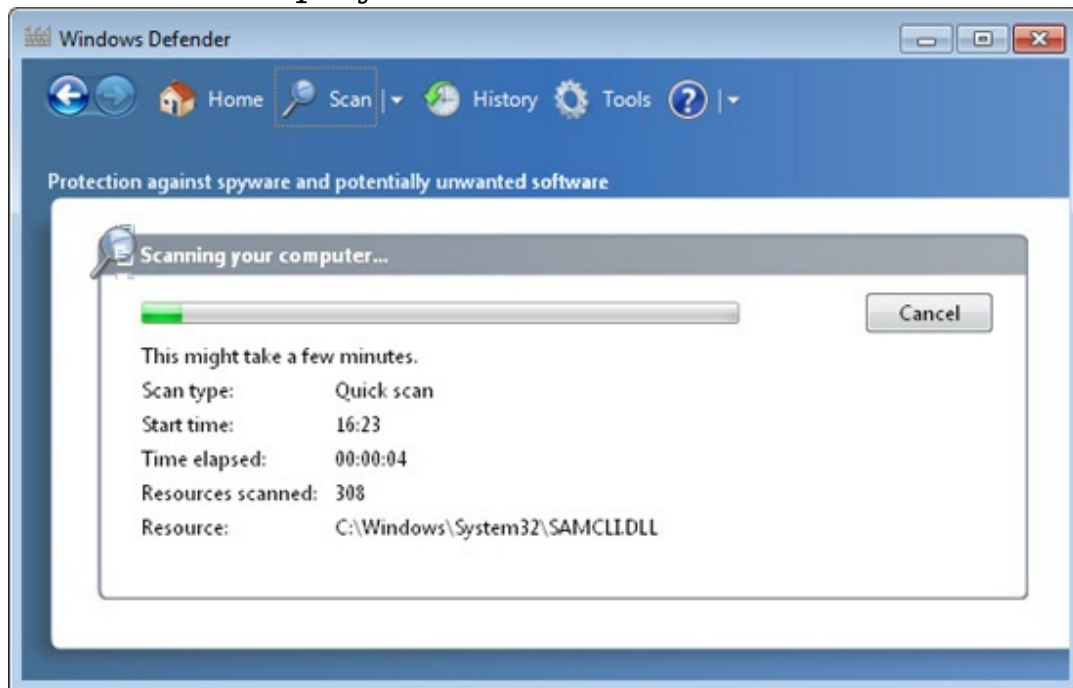 Windows Defender
Home Scan History Tools ?
Protection against spyware and potentially unwanted software
Scanning your computer...
Cancel
This might take a few minutes.
Scan type: Quick scan
Start time: 16:23
Time elapsed: 00:00:04
Resources scanned: 308
Resource: C:\Windows\System32\SAMCLI.DLL